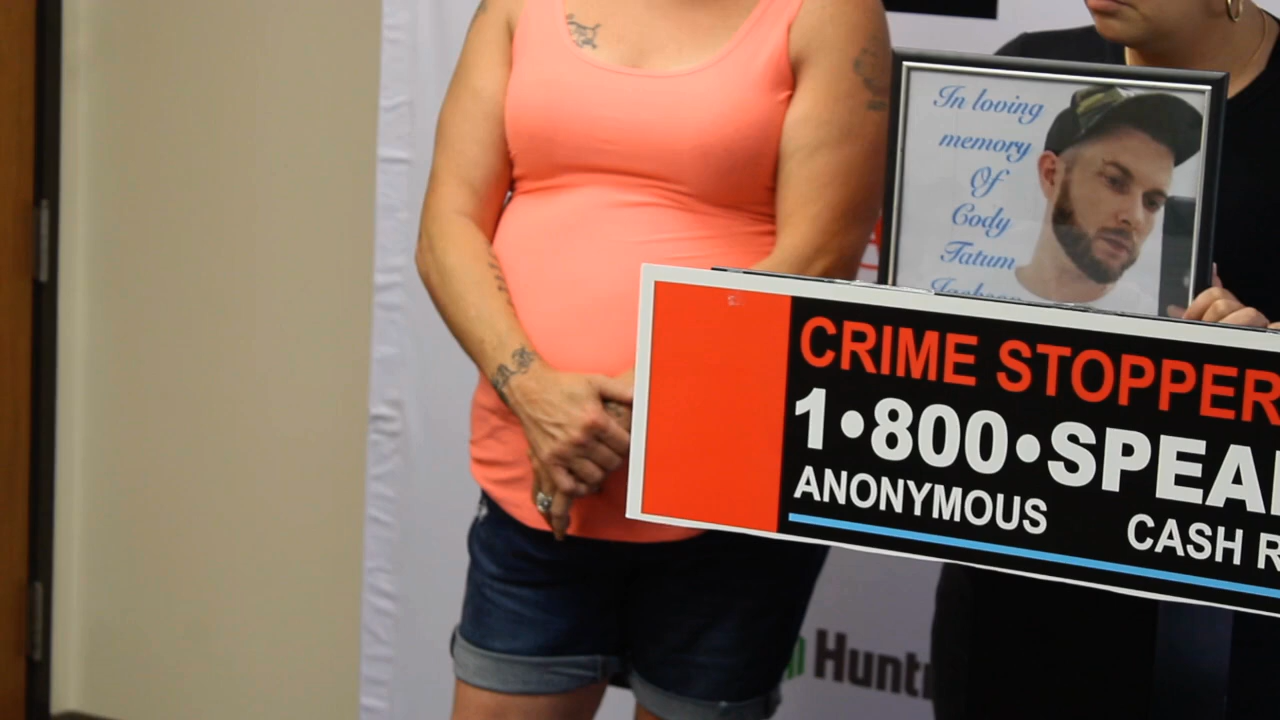 In loving
memory
Of
Cody
Tatum
CRIME STOPPER
1•800•SPEA
ANONYMOUS CASH R
Hunt